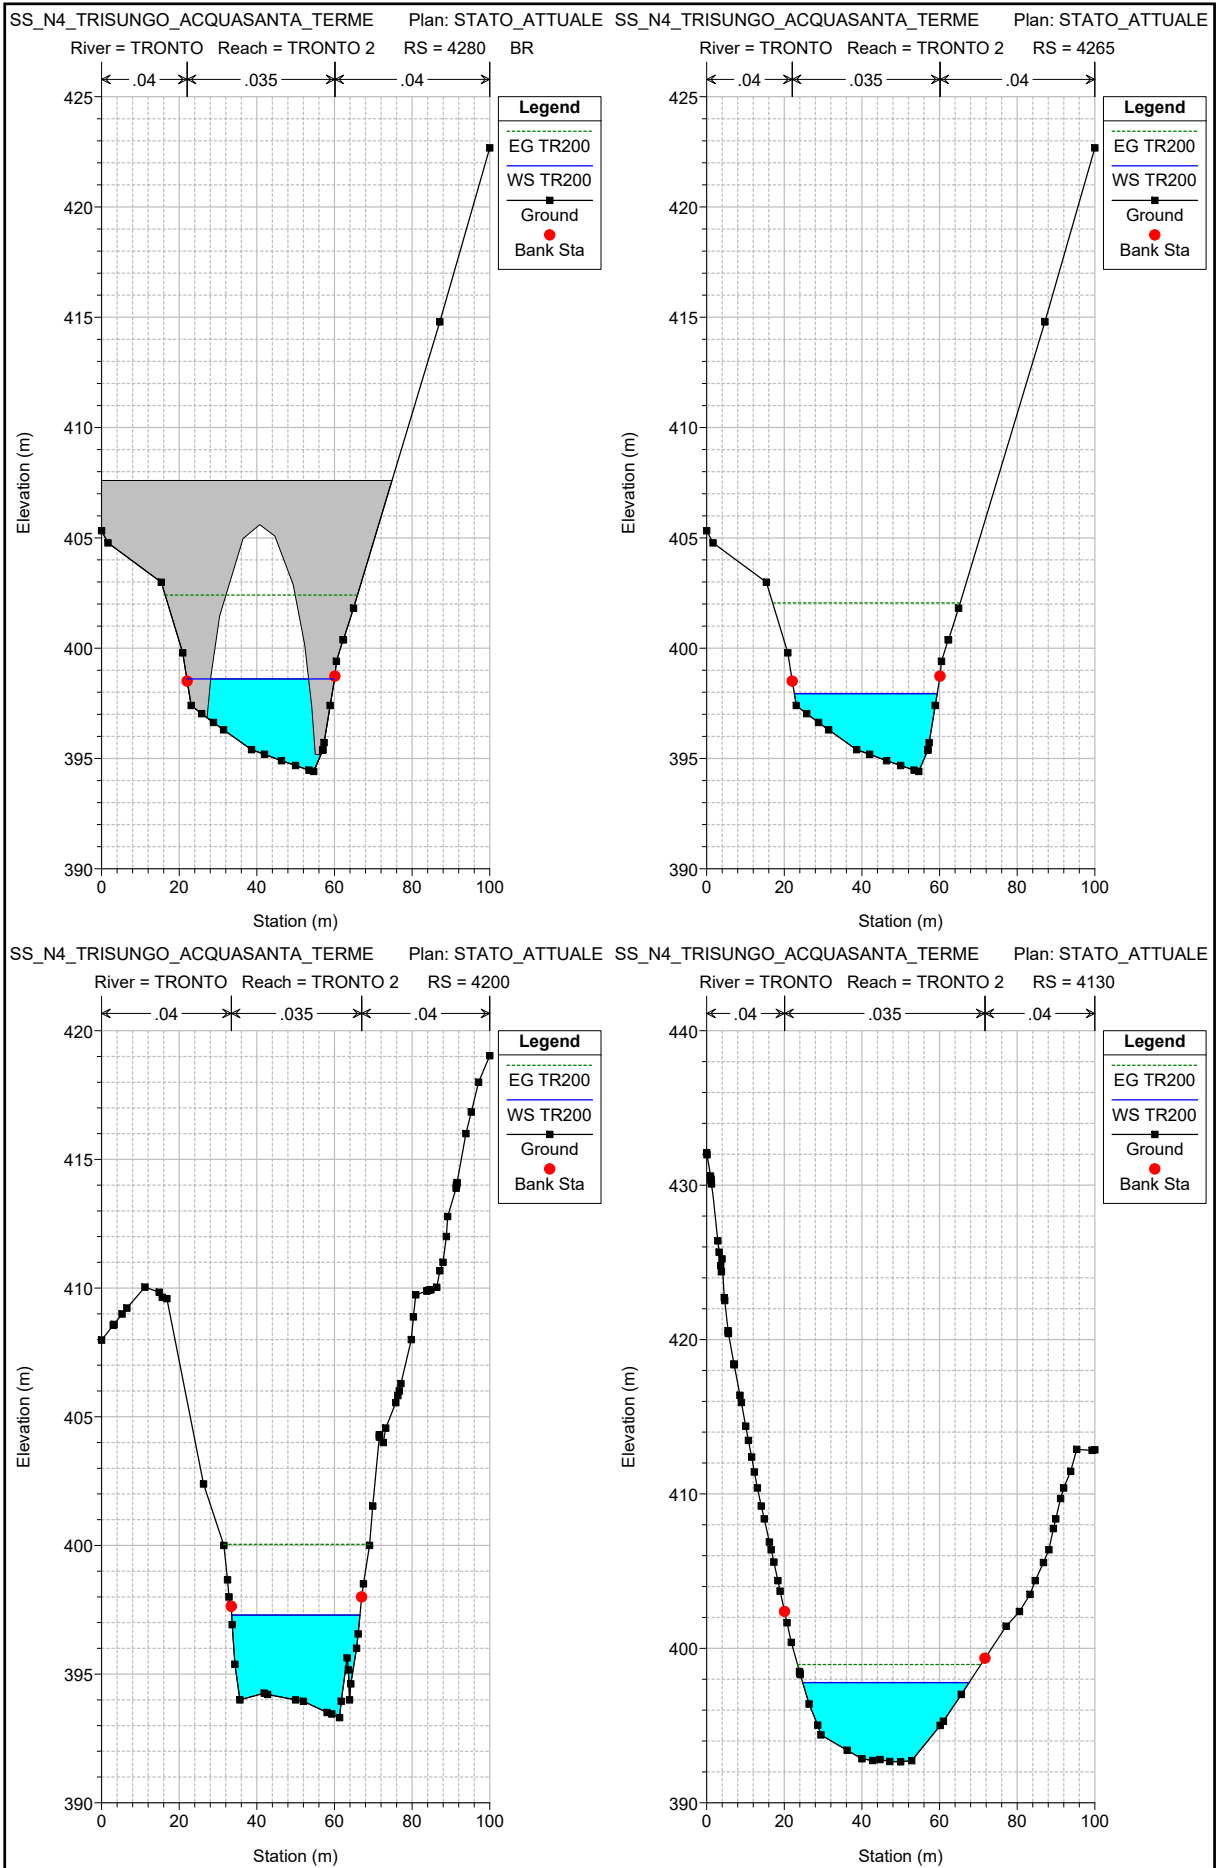 SS_N4_TRISUNGO_ACQUASANTA_TERME Plan: STATO_ATTUALE
River = TRONTO Reach = TRONTO 2 RS = 4280 BR
.04 .035 .04
425
420
415
410
405
400
395
390
Elevation (m)
0 20 40 60 80 100
Station (m)
Legend
EG TR200
WS TR200
Ground
Bank Sta
SS_N4_TRISUNGO_ACQUASANTA_TERME Plan: STATO_ATTUALE
River = TRONTO Reach = TRONTO 2 RS = 4265
.04 .035 .04
425
420
415
410
405
400
395
390
Elevation (m)
0 20 40 60 80 100
Station (m)
Legend
EG TR200
WS TR200
Ground
Bank Sta
SS_N4_TRISUNGO_ACQUASANTA_TERME Plan: STATO_ATTUALE
River = TRONTO Reach = TRONTO 2 RS = 4200
.04 .035 .04
420
415
410
405
400
395
390
Elevation (m)
0 20 40 60 80 100
Station (m)
Legend
EG TR200
WS TR200
Ground
Bank Sta
SS_N4_TRISUNGO_ACQUASANTA_TERME Plan: STATO_ATTUALE
River = TRONTO Reach = TRONTO 2 RS = 4130
.04 .035 .04
440
430
420
410
400
390
Elevation (m)
0 20 40 60 80 100
Station (m)
Legend
EG TR200
WS TR200
Ground
Bank Sta